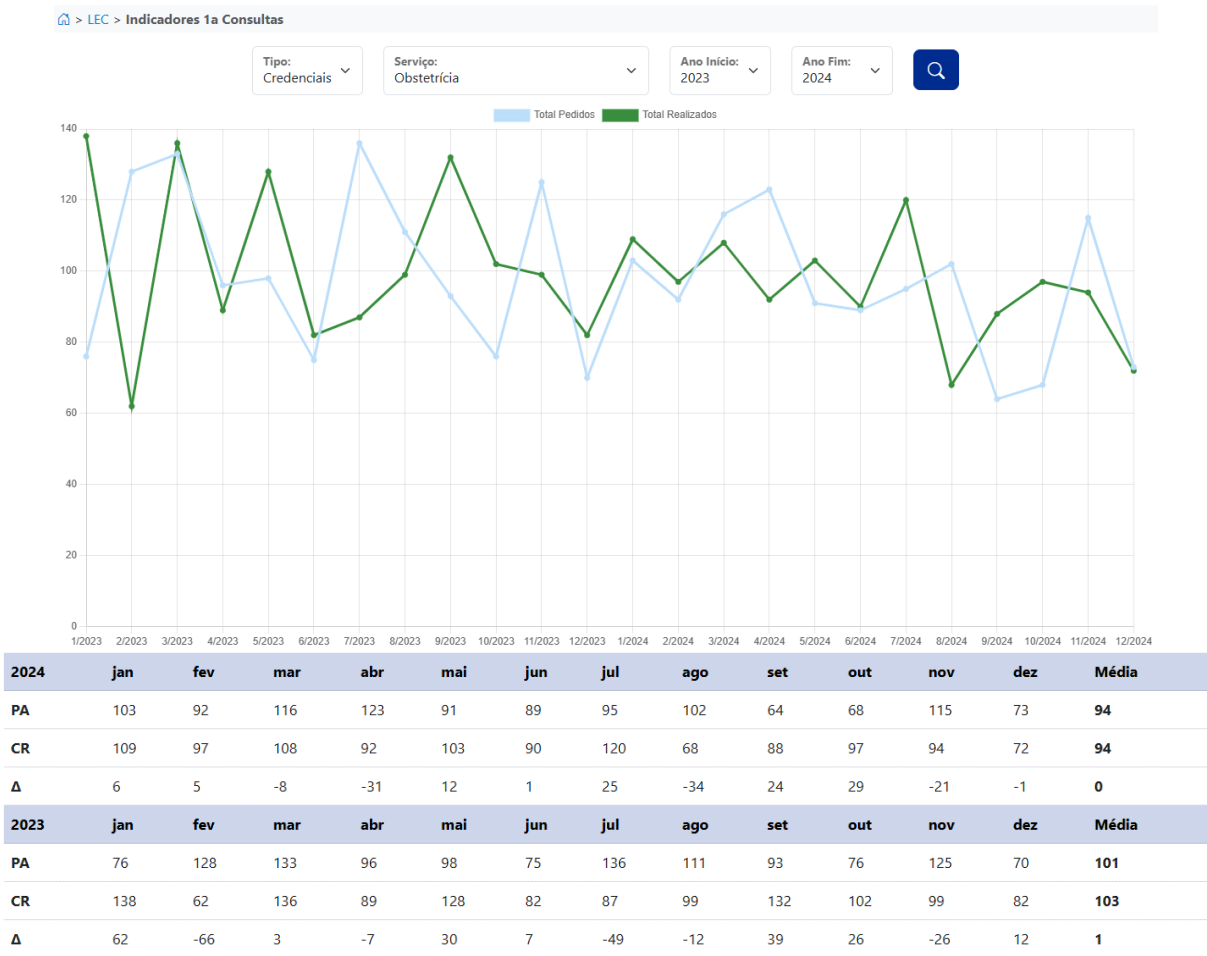 > LEC > Indicadores 1a Consultas
Tipo: Credenciais
Serviço: Obstetrícia
Ano Início: 2023
Ano Fim: 2024
Total Pedidos Total Realizados
140
120
100
80
60
40
20
0
1/2023 2/2023 3/2023 4/2023 5/2023 6/2023 7/2023 8/2023 9/2023 10/2023 11/2023 12/2023 1/2024 2/2024 3/2024 4/2024 5/2024 6/2024 7/2024 8/2024 9/2024 10/2024 11/2024 12/2024
2024 jan fev mar abr mai jun jul ago set out nov dez Média
PA 103 92 116 123 91 89 95 102 64 68 115 73 94
CR 109 97 108 92 103 90 120 68 88 97 94 72 94
Δ 6 5 -8 -31 12 1 25 -34 24 29 -21 -1 0
2023 jan fev mar abr mai jun jul ago set out nov dez Média
PA 76 128 133 96 98 75 136 111 93 76 125 70 101
CR 138 62 136 89 128 82 87 99 132 102 99 82 103
Δ 62 -66 3 -7 30 7 -49 -12 39 26 -26 12 1